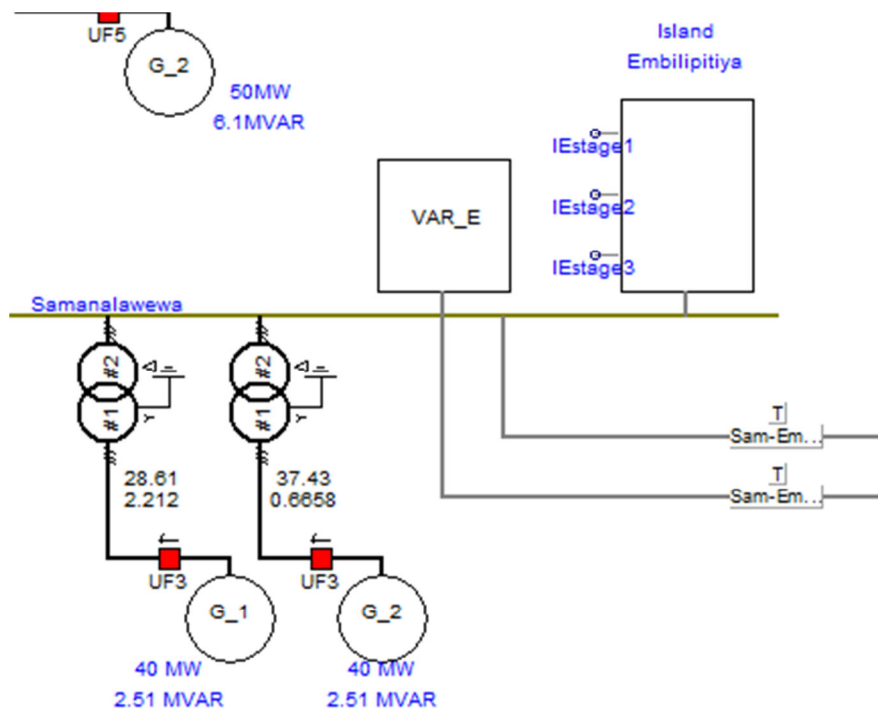 UF5
G_2
50MW
6.1MVAR
Island
Embilipitiya
IEstage1
IEstage2
IEstage3
VAR_E
Samanalawewa
#2
#1
#2
#1
28.61
2.212
37.43
0.6658
T
Sam-Em...
T
Sam-Em...
UF3
UF3
G_1
G_2
40 MW
2.51 MVAR
40 MW
2.51 MVAR